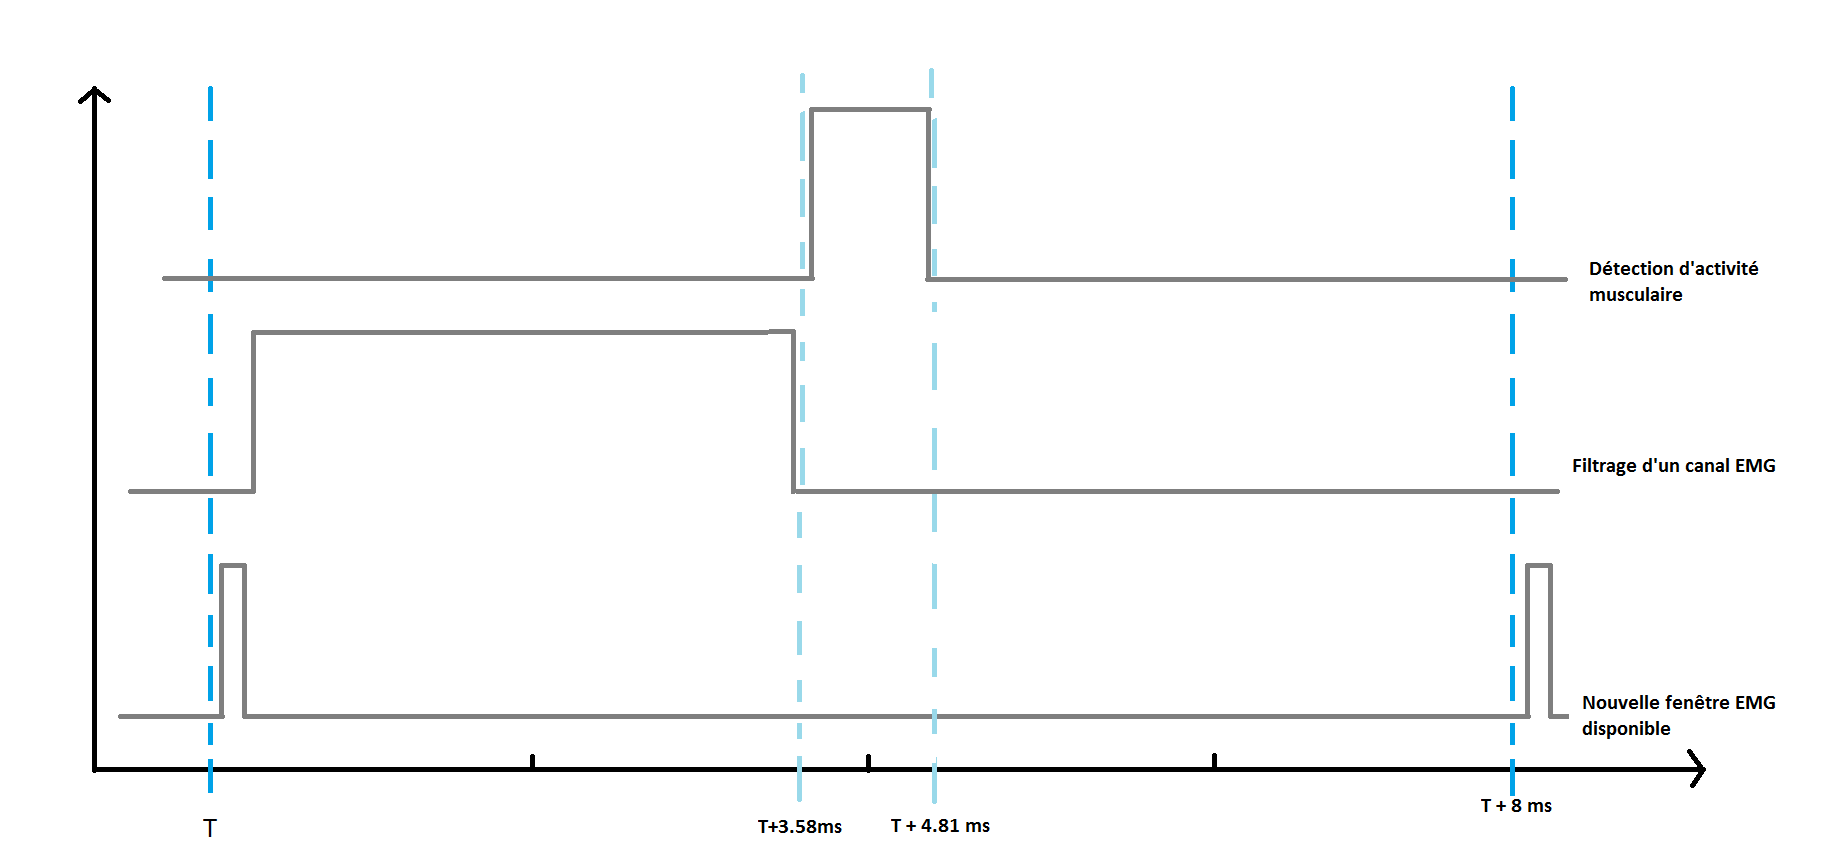 Détection d'activité
musculaire
Filtrage d'un canal EMG
Nouvelle fenêtre EMG
disponible
T
T+3.58ms
T + 4.81 ms
T + 8 ms